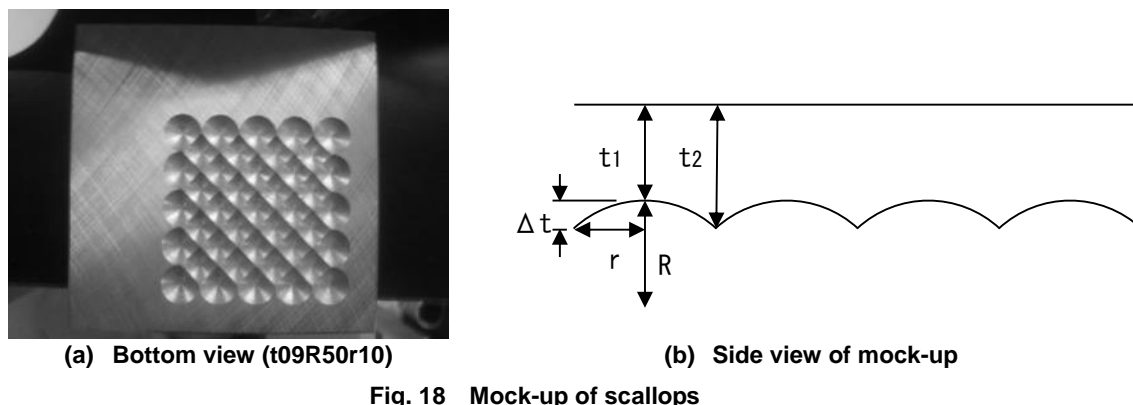 t1
t2
Δt
r
R
(a) Bottom view (t09R50r10)
(b) Side view of mock-up
Fig. 18 Mock-up of scallops